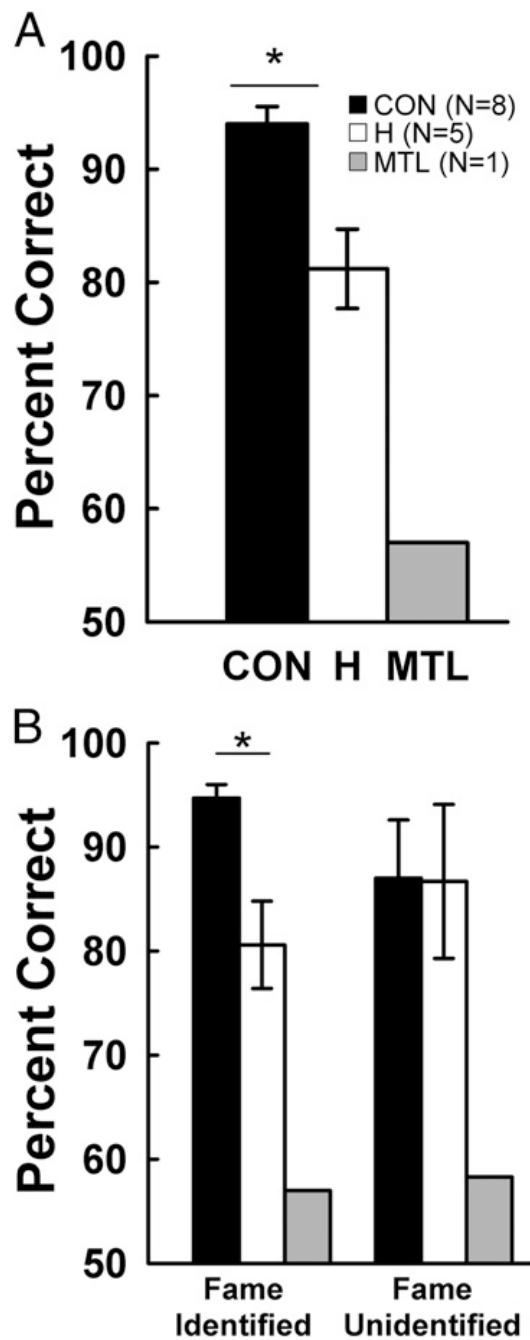 A
Percent Correct
100
90
80
70
60
50
*
CON (N=8)
H (N=5)
MTL (N=1)
CON H MTL
B
Percent Correct
100
90
80
70
60
50
*
Fame Fame
Identified Unidentified